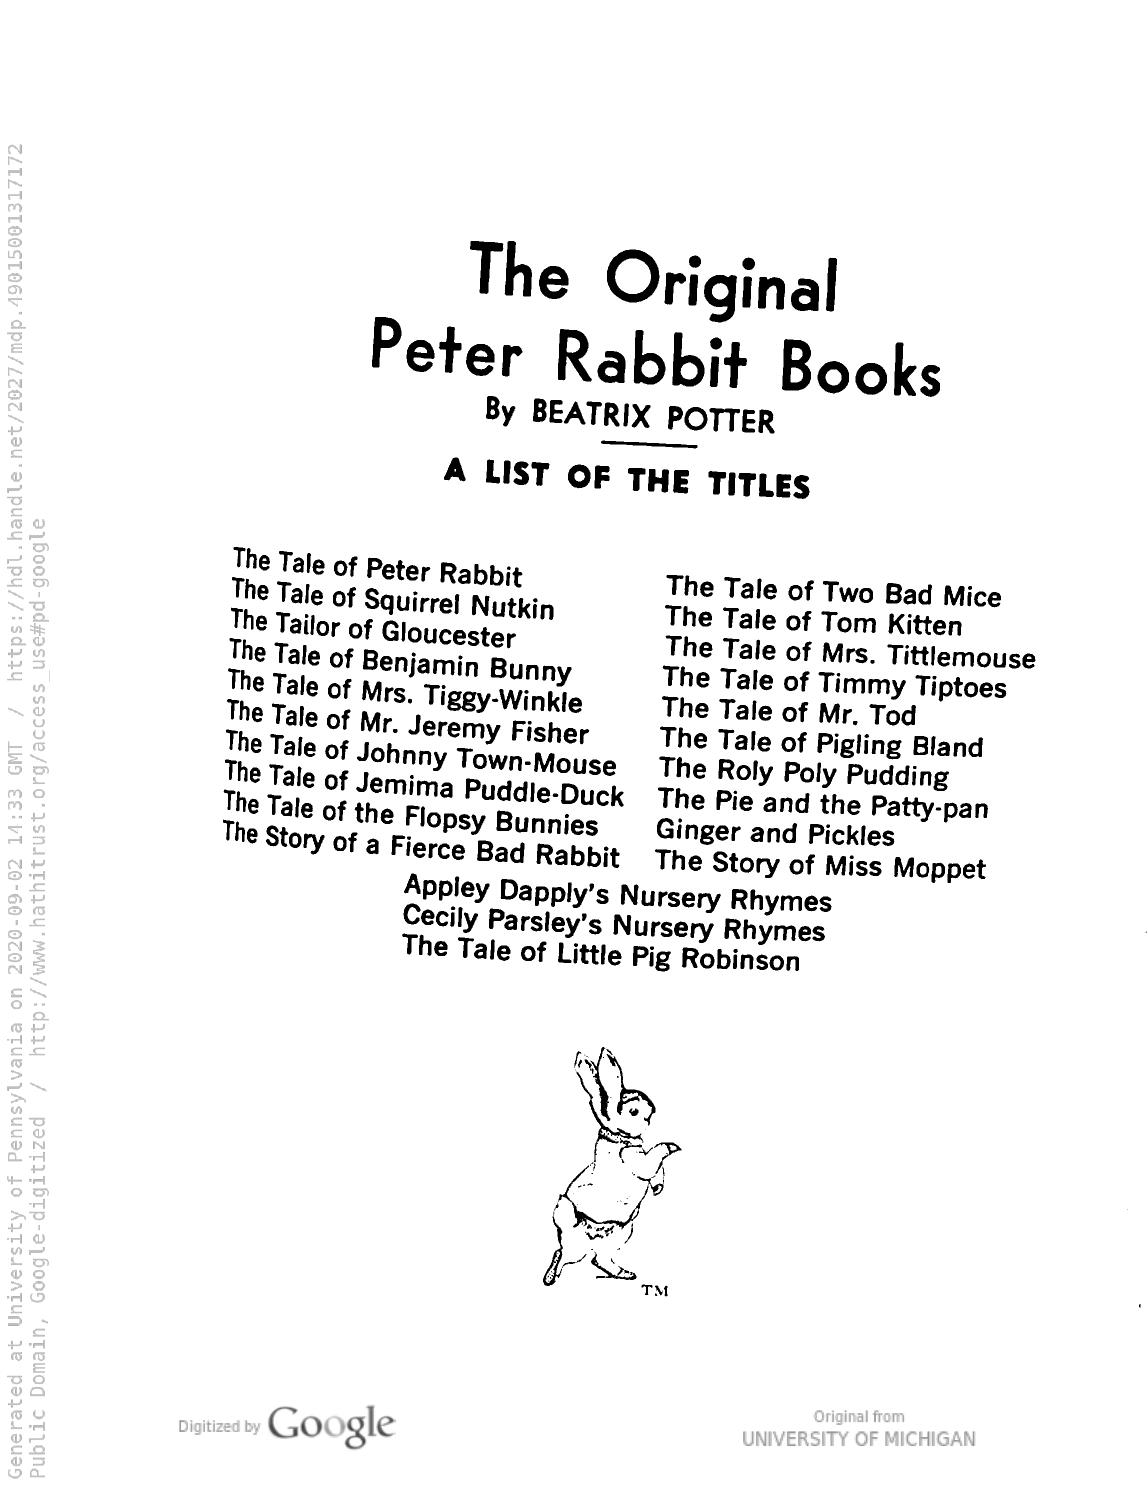 The Original
Peter Rabbit Books
By BEATRIX POTTER
A LIST OF THE TITLES
The Tale of Peter Rabbit
The Tale of Squirrel Nutkin
The Tailor of Gloucester
The Tale of Benjamin Bunny
The Tale of Mrs. Tiggy-Winkle
The Tale of Mr. Jeremy Fisher
The Tale of Johnny Town-Mouse
The Tale of Jemima Puddle-Duck
The Tale of the Flopsy Bunnies
The Story of a Fierce Bad Rabbit
The Tale of Two Bad Mice
The Tale of Tom Kitten
The Tale of Mrs. Tittlemouse
The Tale of Timmy Tiptoes
The Tale of Mr. Tod
The Tale of Pigling Bland
The Roly Poly Pudding
The Pie and the Patty-pan
Ginger and Pickles
The Story of Miss Moppet
Appley Dapply's Nursery Rhymes
Cecily Parsley's Nursery Rhymes
The Tale of Little Pig Robinson
TM
Digitized by Google
Original from
UNIVERSITY OF MICHIGAN
Generated at University of Pennsylvania on 2020-09-02 14:33 GMT / https://hdl.handle.net/2027/mdp.49015001317172
Public Domain, Google-digitized / http://www.hathitrust.org/access_use#pd-google